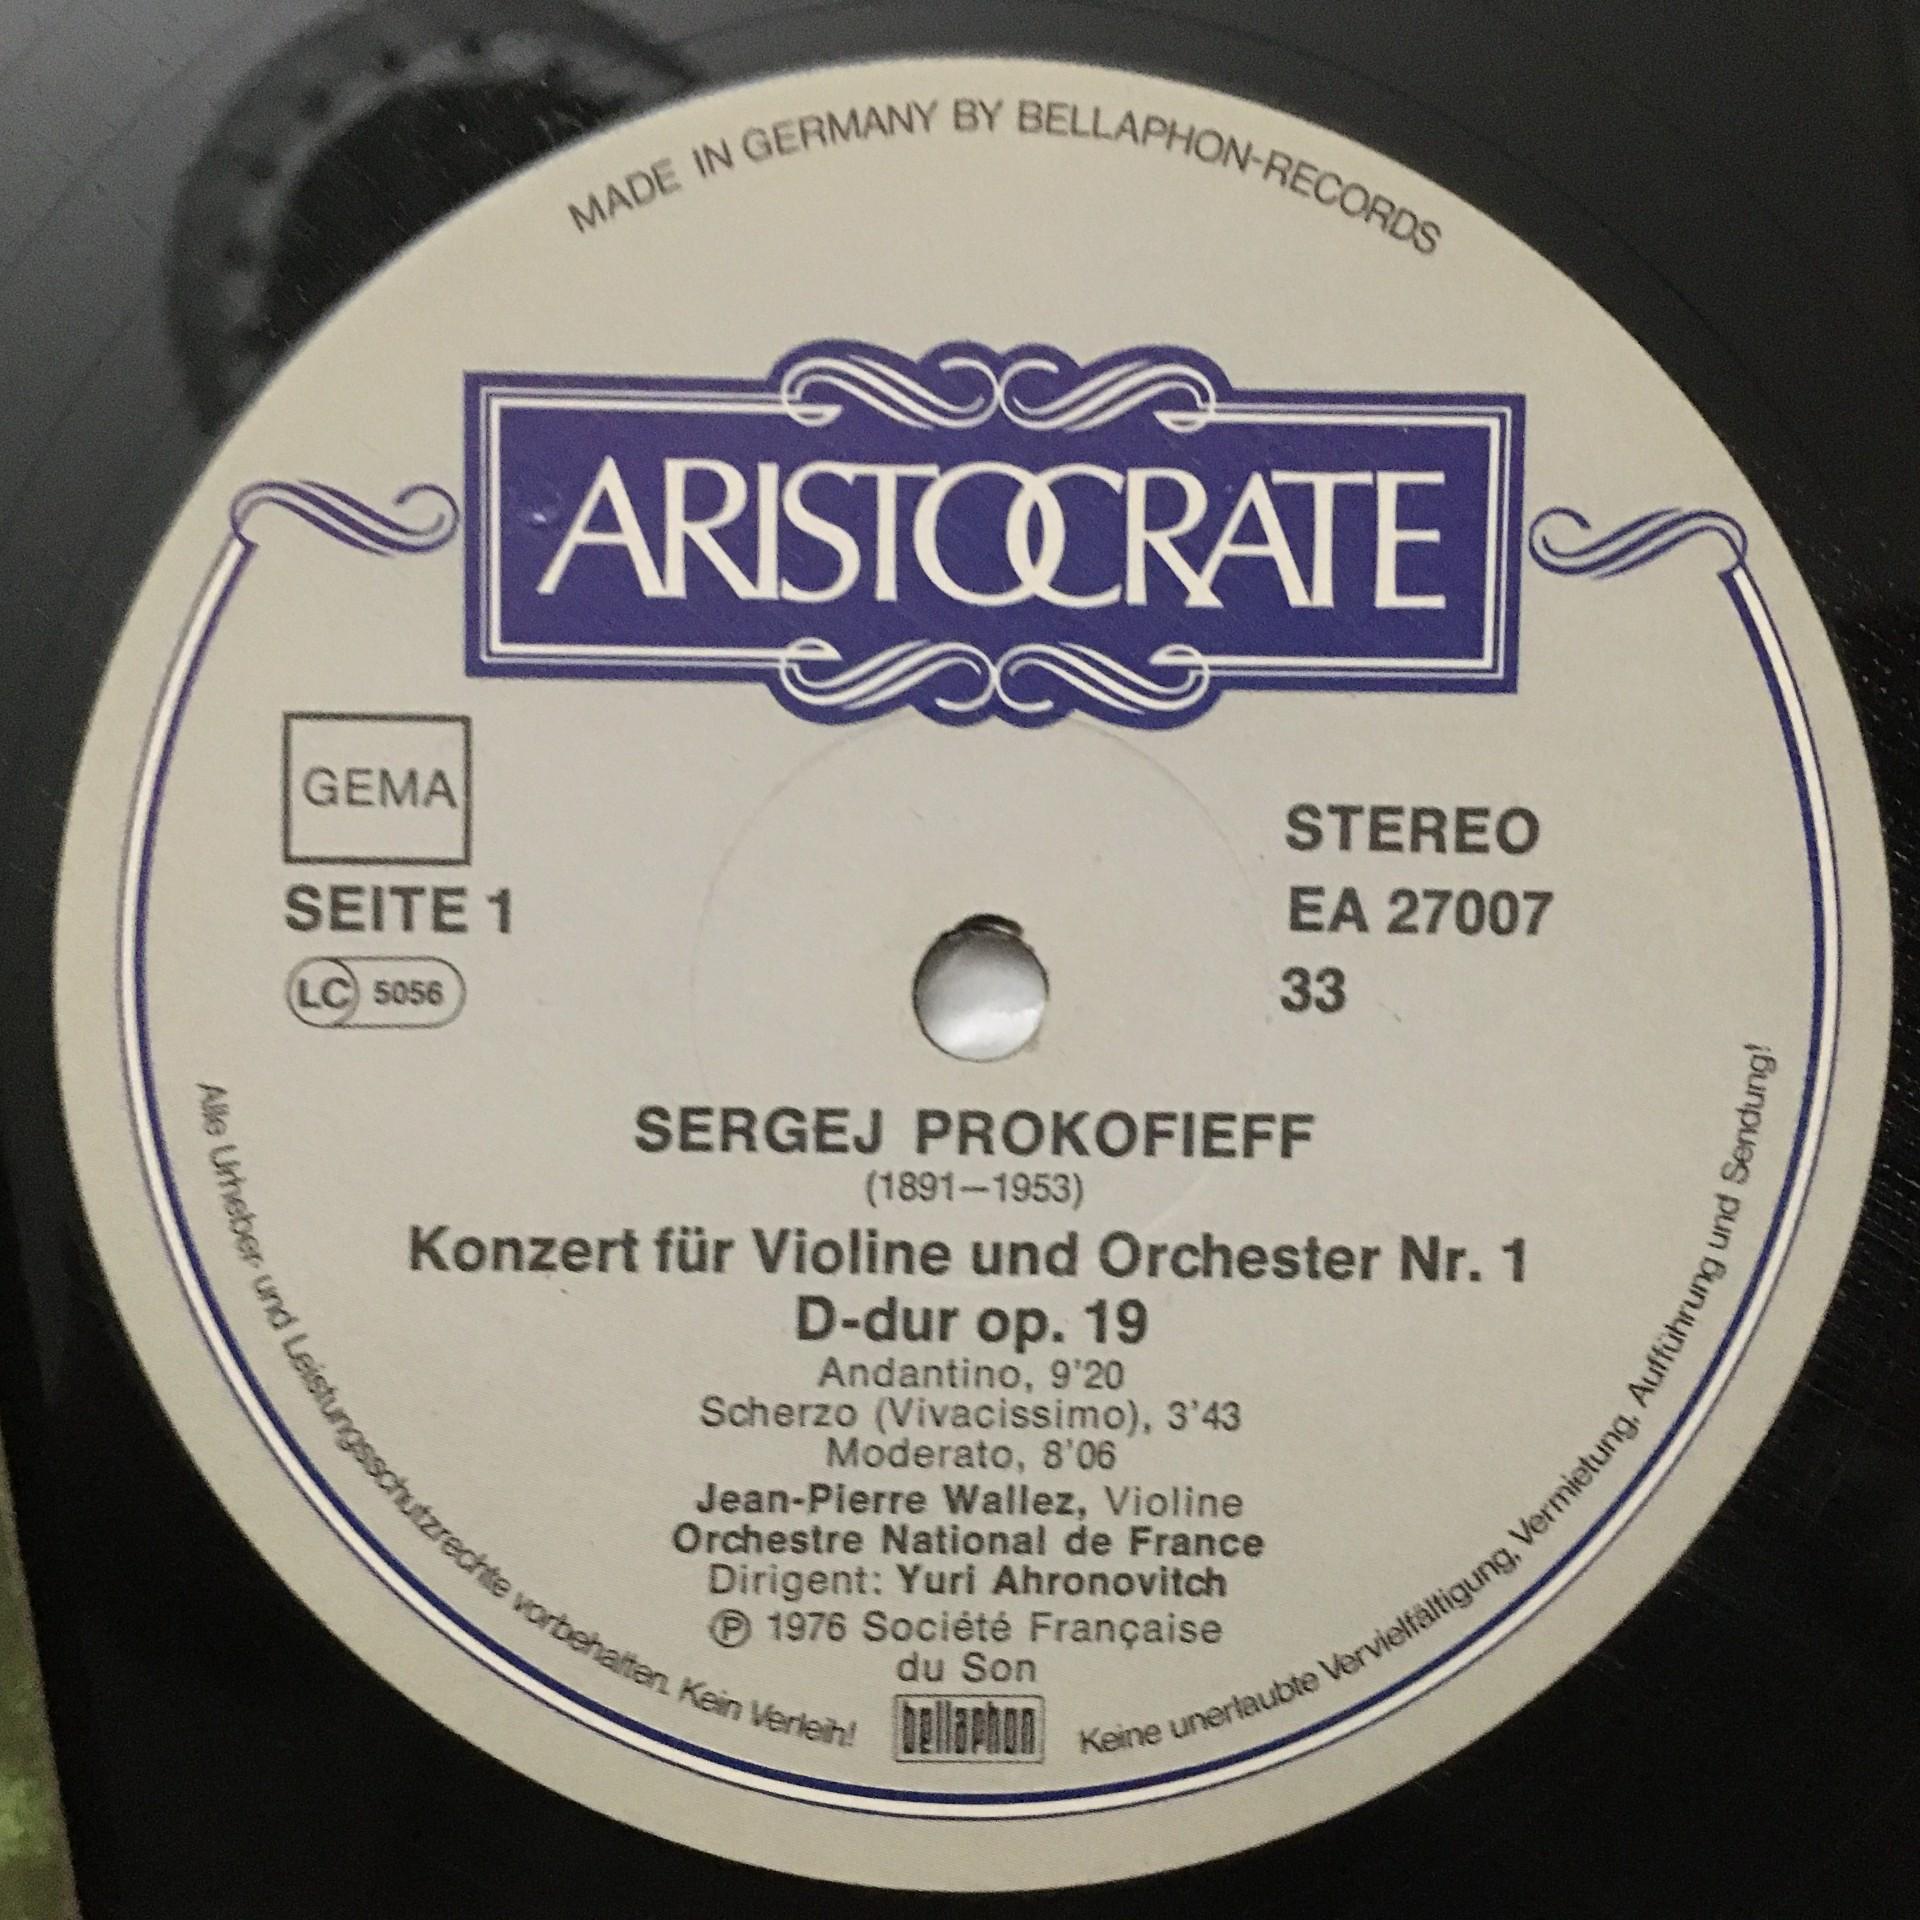 MADE IN GERMANY BY BELLAPHON-RECORDS
ARISTOCRATE
GEMA
SEITE 1
LC 5056
STEREO
EA 27007
33
SERGEJ PROKOFIEFF
(1891–1953)
Konzert für Violine und Orchester Nr. 1
D-dur op. 19
Andantino, 9'20
Scherzo (Vivacissimo), 3'43
Moderato, 8'06
Jean-Pierre Wallez, Violine
Orchestre National de France
Dirigent: Yuri Ahronovitch
℗ 1976 Société Française
du Son
bellaphon
Alle Urheber- und Leistungsschutzrechte vorbehalten. Kein Verleih!
Keine unerlaubte Vervielfältigung, Vermietung, Aufführung und Sendung!